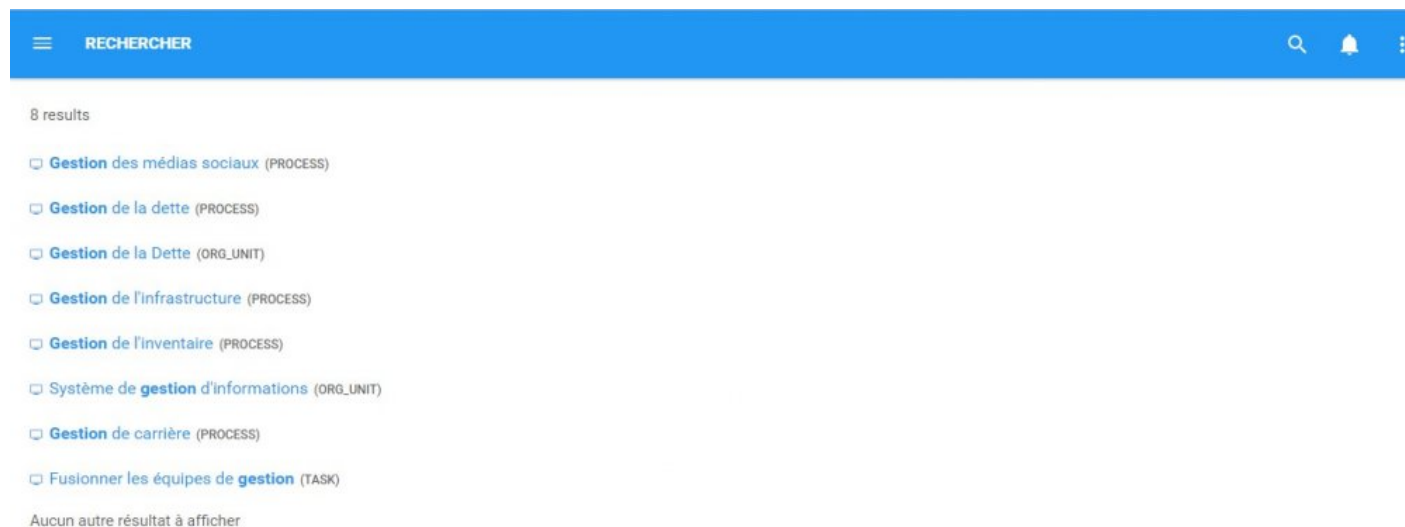 RECHERCHER
8 results
Gestion des médias sociaux (PROCESS)
Gestion de la dette (PROCESS)
Gestion de la Dette (ORG_UNIT)
Gestion de l'infrastructure (PROCESS)
Gestion de l'inventaire (PROCESS)
Système de gestion d'informations (ORG_UNIT)
Gestion de carrière (PROCESS)
Fusionner les équipes de gestion (TASK)
Aucun autre résultat à afficher